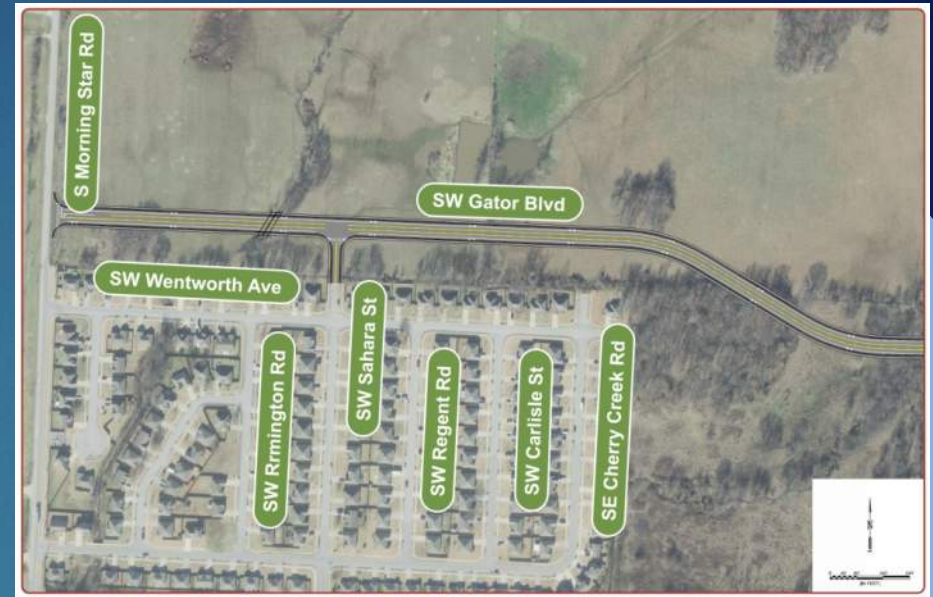 S Morning Star Rd
SW Gator Blvd
SW Wentworth Ave
SW Rrmington Rd
SW Sahara St
SW Regent Rd
SW Carlisle St
SE Cherry Creek Rd